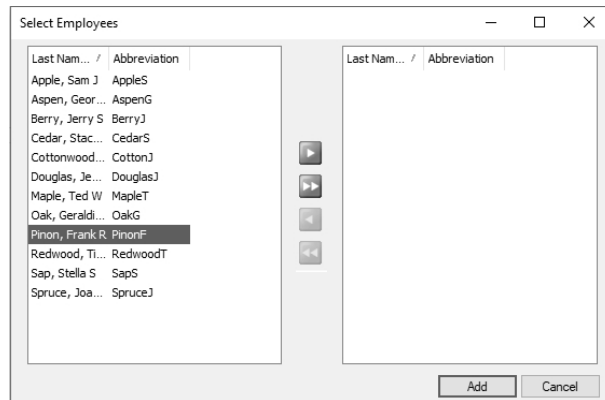 Select Employees
Last Nam... / Abbreviation
Apple, Sam J AppleS
Aspen, Geor... AspenG
Berry, Jerry S BerryJ
Cedar, Stac... CedarS
Cottonwood... CottonJ
Douglas, Je... DouglasJ
Maple, Ted W MapleT
Oak, Geraldi... OakG
Pinon, Frank R PinonF
Redwood, Ti... RedwoodT
Sap, Stella S SapS
Spruce, Joa... SpruceJ
Last Nam... / Abbreviation
Add Cancel